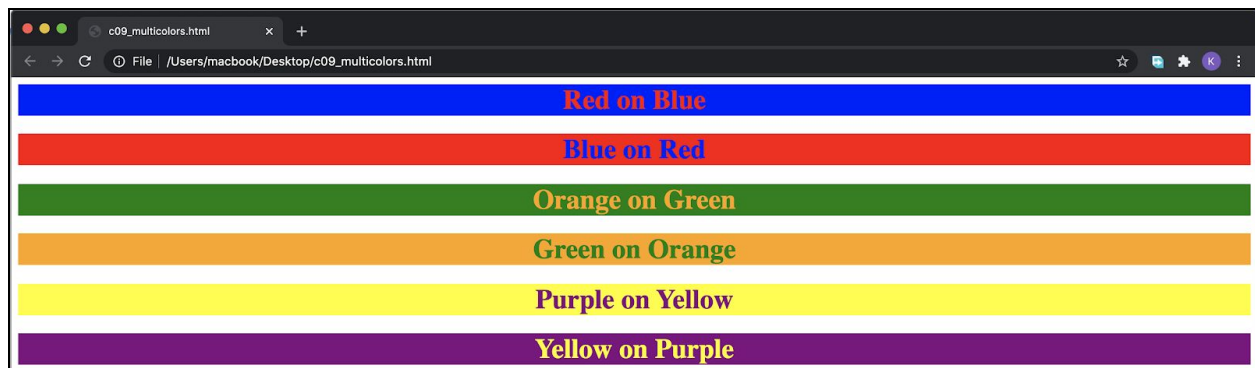 c09_multicolors.html
File | /Users/macbook/Desktop/c09_multicolors.html
K
Red on Blue
Blue on Red
Orange on Green
Green on Orange
Purple on Yellow
Yellow on Purple